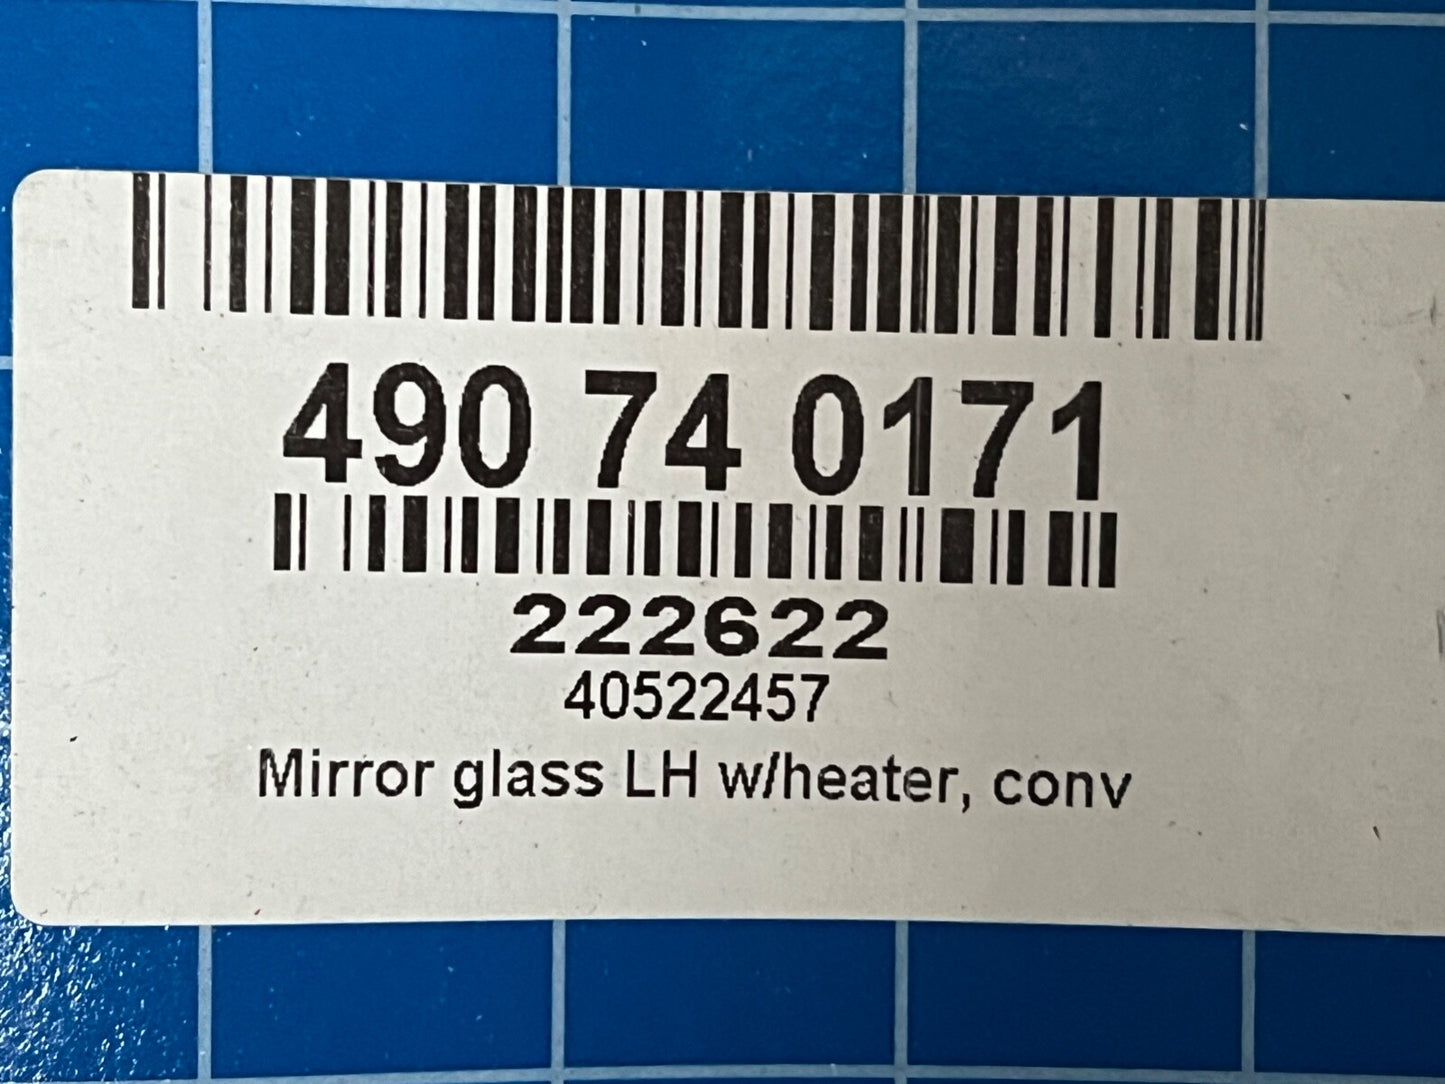 490 74 0171
222622
40522457
Mirror glass LH w/heater, conv